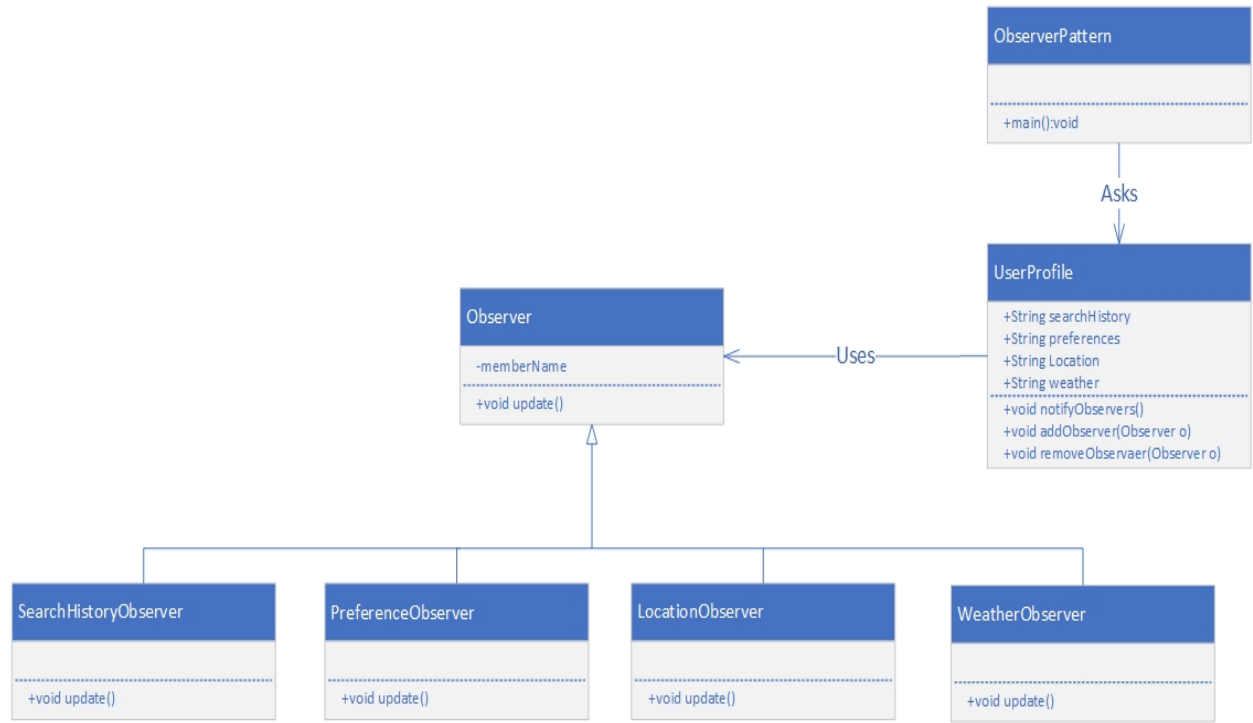 ObserverPattern
+main():void
Asks
UserProfile
+String searchHistory
+String preferences
+String Location
+String weather
+void notifyObservers()
+void addObserver(Observer o)
+void removeObservaer(Observer o)
Observer
-memberName
+void update()
Uses
SearchHistoryObserver
+void update()
PreferenceObserver
+void update()
LocationObserver
+void update()
WeatherObserver
+void update()